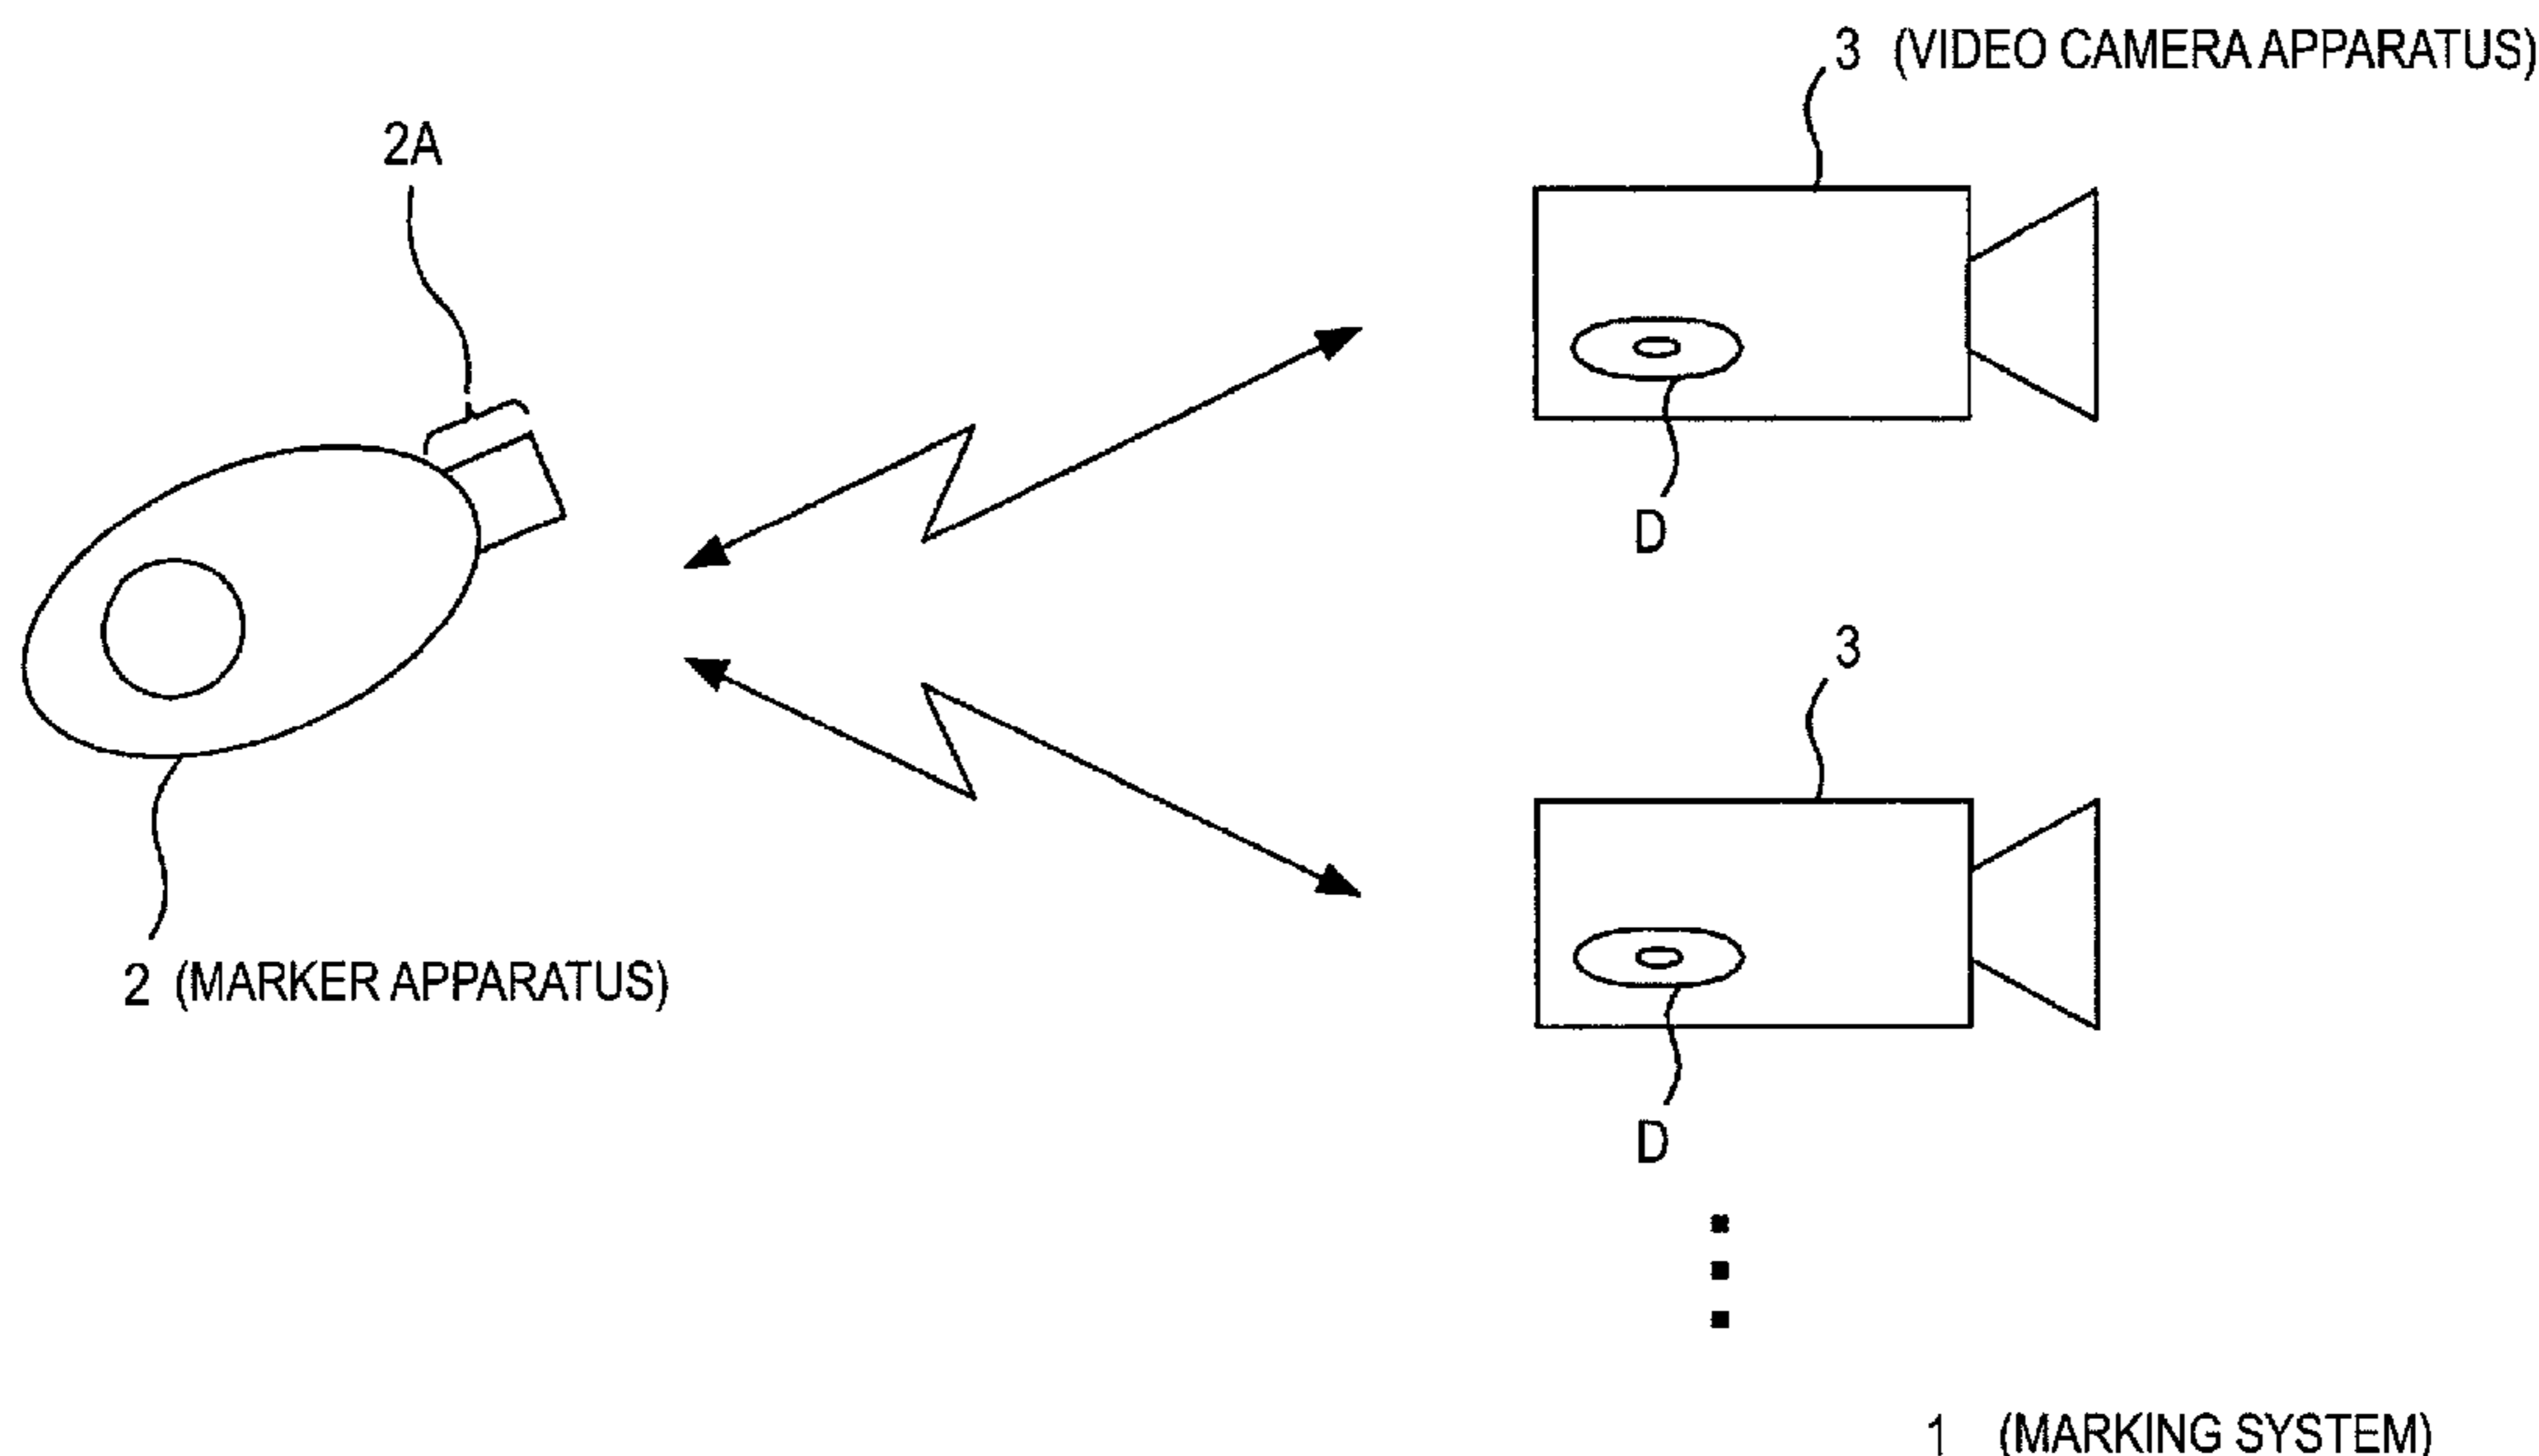 3 (VIDEO CAMERA APPARATUS)
2A
D
3
2 (MARKER APPARATUS)
D
1 (MARKING SYSTEM)